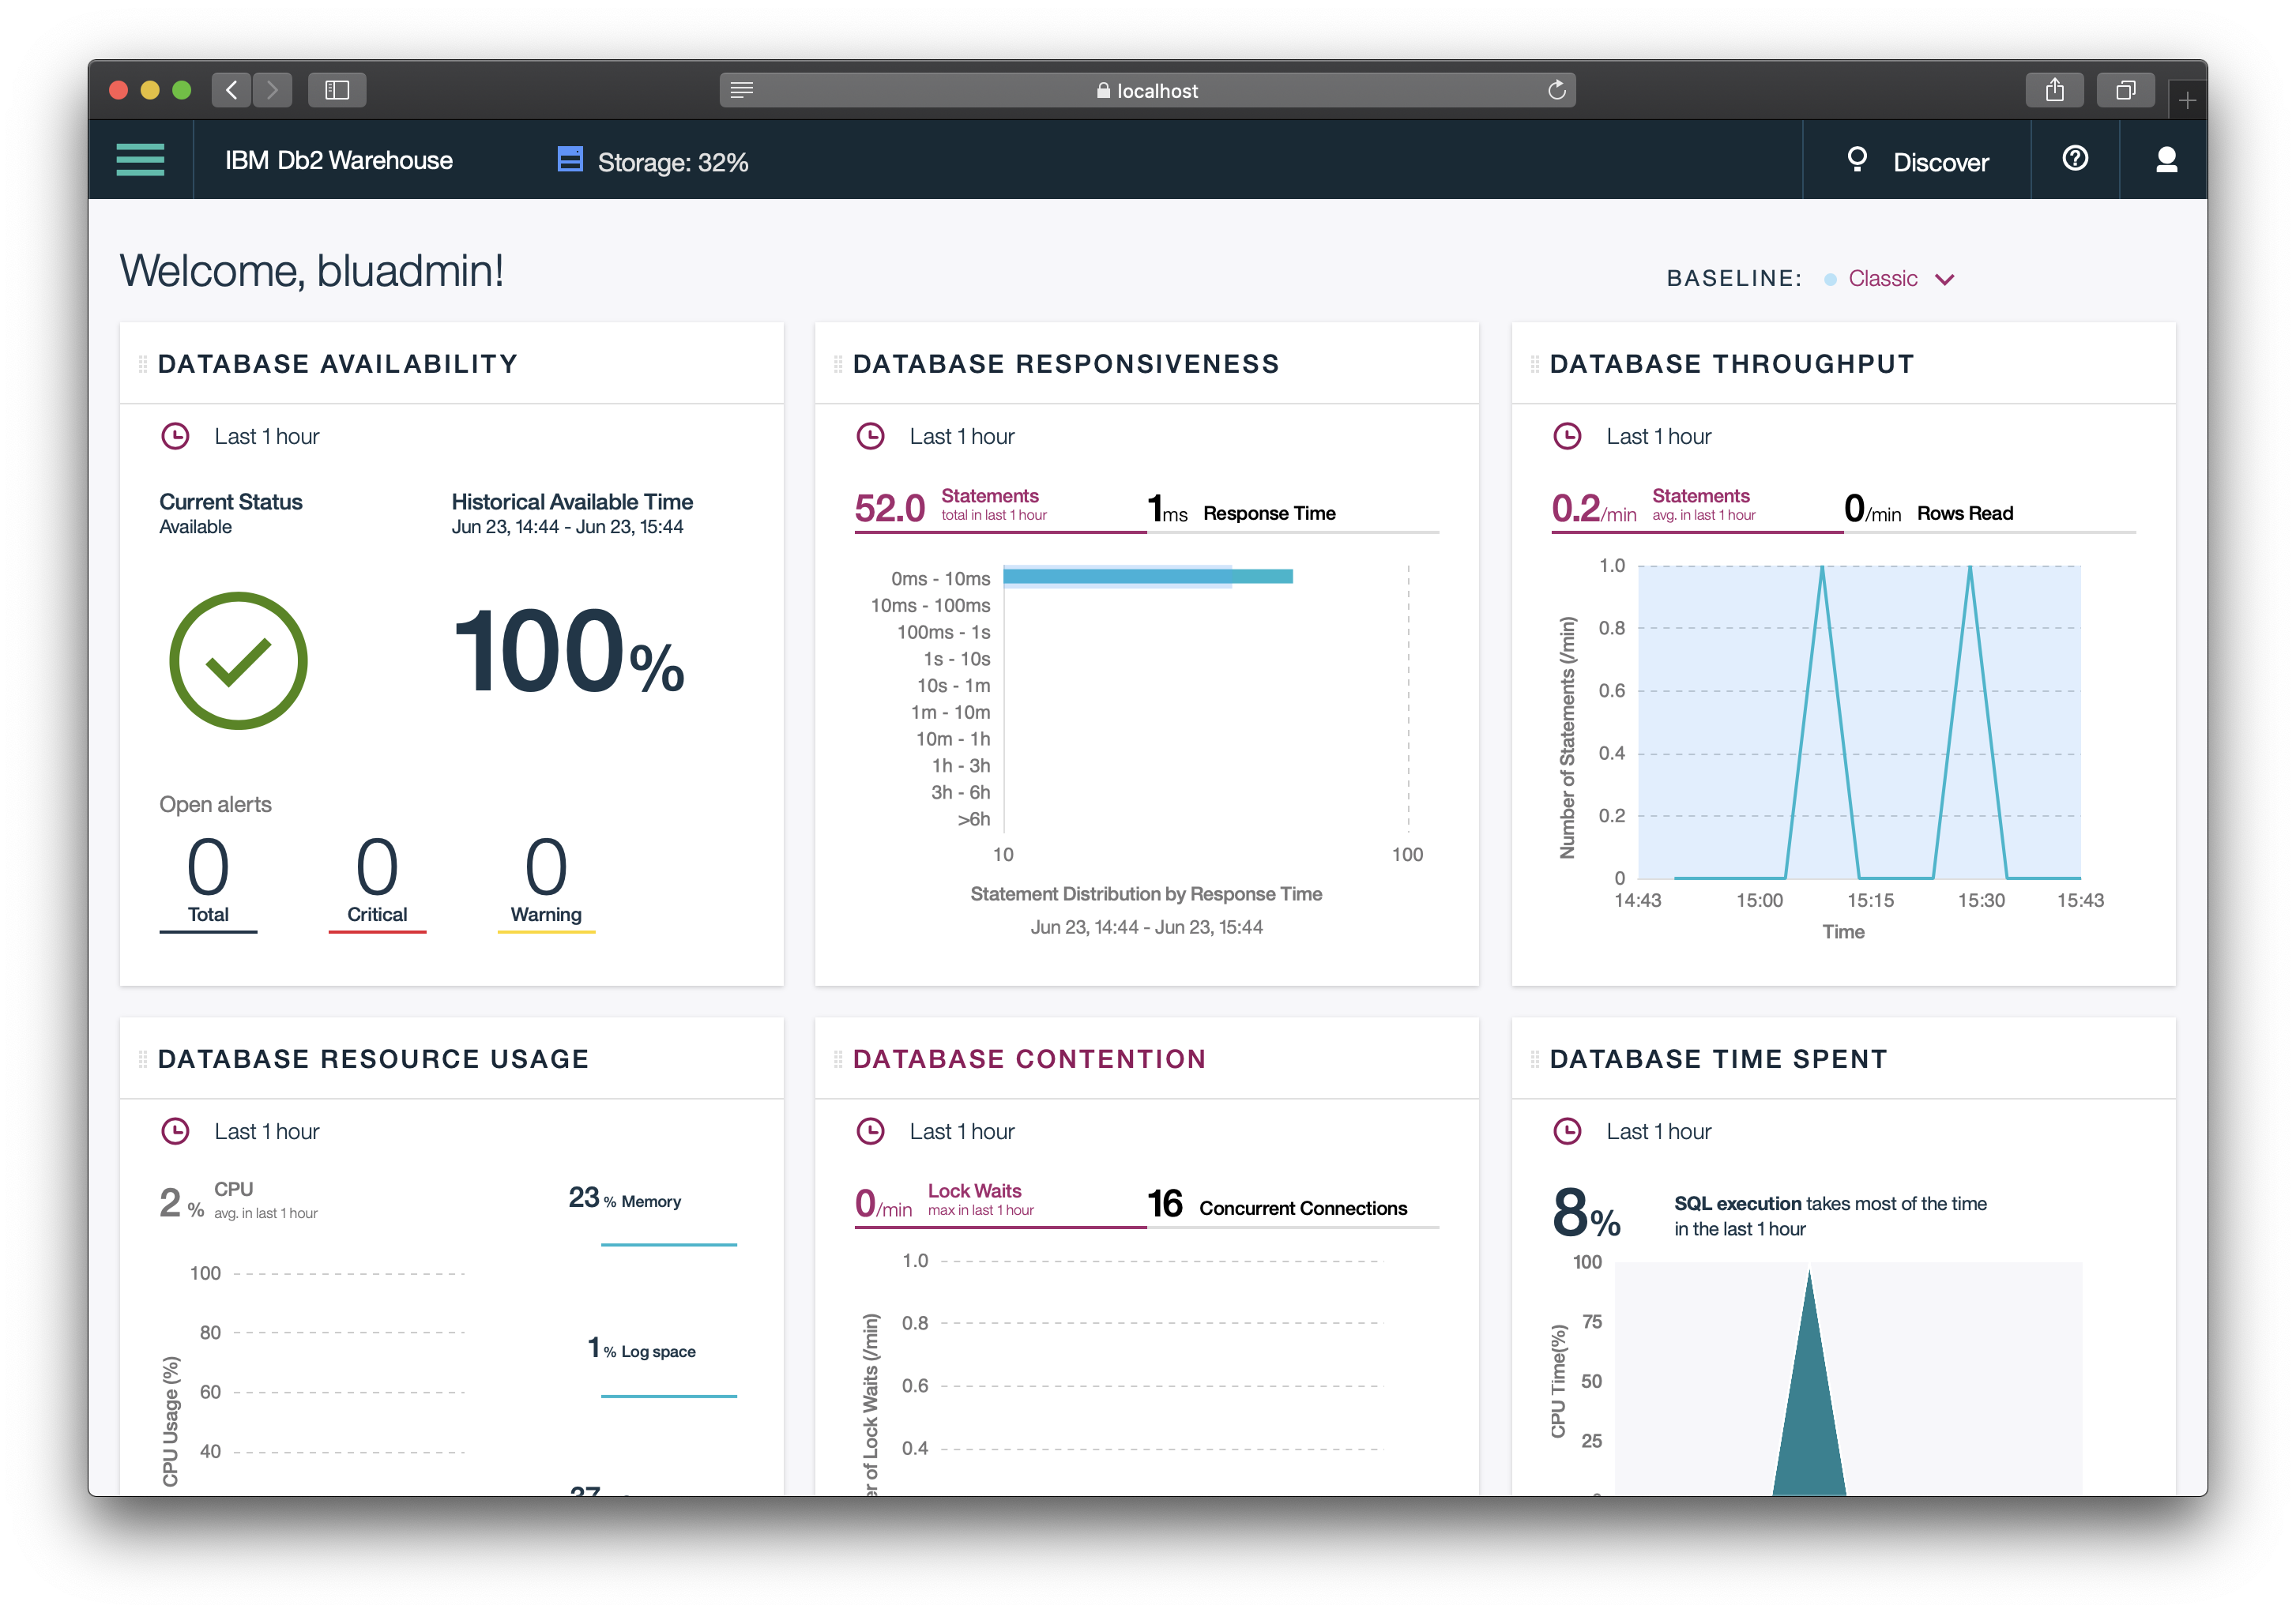 localhost
IBM Db2 Warehouse
Storage: 32%
Discover
Welcome, bluadmin!
BASELINE: Classic
DATABASE AVAILABILITY
Last 1 hour
Current Status
Available
Historical Available Time
Jun 23, 14:44 - Jun 23, 15:44
100%
Open alerts
0
Total
0
Critical
0
Warning
DATABASE RESPONSIVENESS
Last 1 hour
52.0 Statements
total in last 1 hour
1ms Response Time
0ms - 10ms
10ms - 100ms
100ms - 1s
1s - 10s
10s - 1m
1m - 10m
10m - 1h
1h - 3h
3h - 6h
>6h
10 100
Statement Distribution by Response Time
Jun 23, 14:44 - Jun 23, 15:44
DATABASE THROUGHPUT
Last 1 hour
0.2/min Statements
avg. in last 1 hour
0/min Rows Read
Number of Statements (/min)
1.0
0.8
0.6
0.4
0.2
0
14:43 15:00 15:15 15:30 15:43
Time
DATABASE RESOURCE USAGE
Last 1 hour
2 % CPU
avg. in last 1 hour
CPU Usage (%)
100
80
60
40
23 % Memory
1 % Log space
DATABASE CONTENTION
Last 1 hour
0/min Lock Waits
max in last 1 hour
16 Concurrent Connections
of Lock Waits (/min)
1.0
0.8
0.6
0.4
DATABASE TIME SPENT
Last 1 hour
8% SQL execution takes most of the time
in the last 1 hour
CPU Time(%)
100
75
50
25